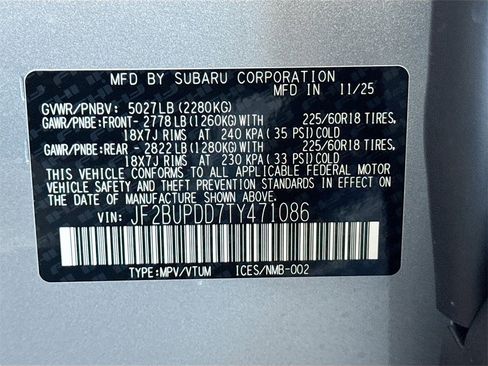 MFD BY SUBARU CORPORATION
MFD IN 11/25
GVWR/PNBV: 5027LB (2280KG)
GAWR/PNBE:FRONT- 2778 LB (1260KG) WITH 225/60R18 TIRES,
18X7J RIMS AT 240 KPA (35 PSI) COLD
GAWR/PNBE:REAR - 2822 LB (1280KG) WITH 225/60R18 TIRES,
18X7J RIMS AT 230 KPA (33 PSI) COLD
THIS VEHICLE CONFORMS TO ALL APPLICABLE FEDERAL MOTOR
VEHICLE SAFETY AND THEFT PREVENTION STANDARDS IN EFFECT ON
THE DATE OF MANUFACTURE SHOWN ABOVE.
VIN: JF2BUPDD7TY471086
TYPE:MPV/VTUM ICES/NMB-002